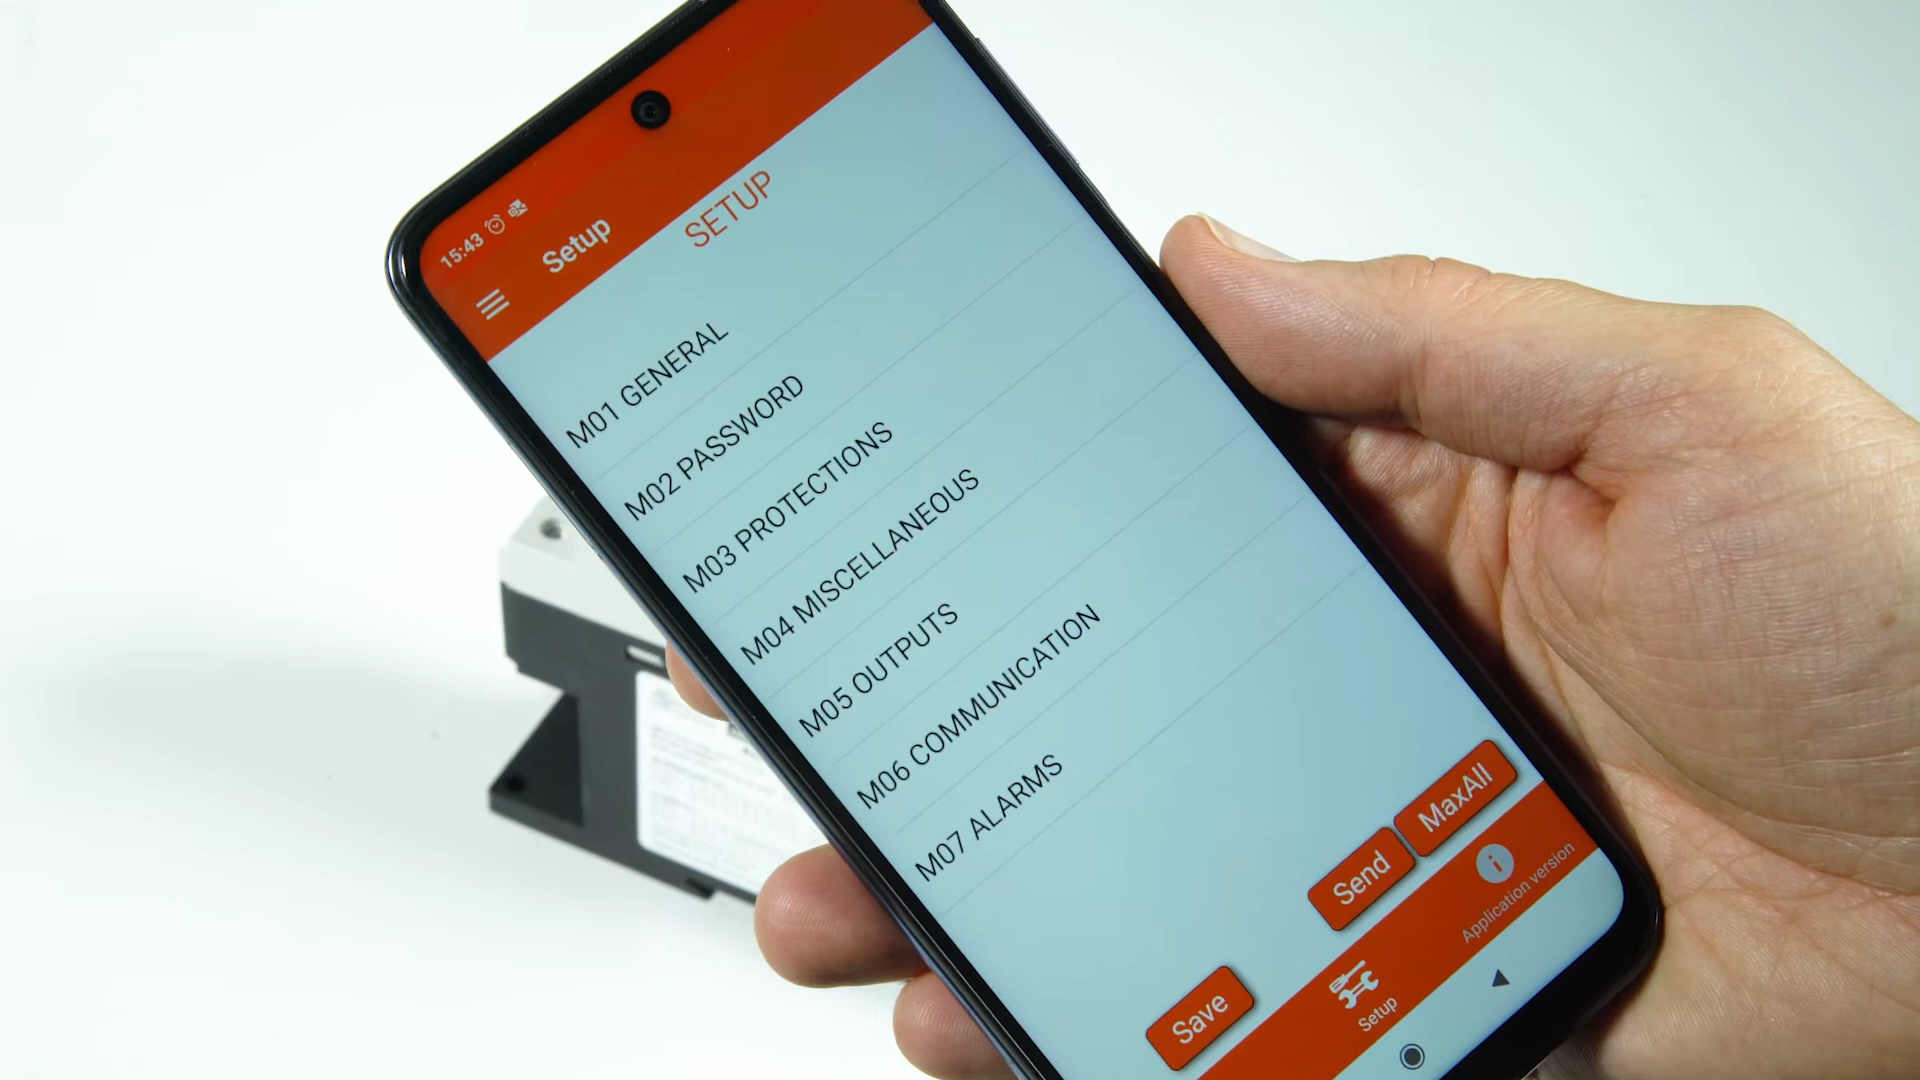 15:43
Setup
SETUP
M01 GENERAL
M02 PASSWORD
M03 PROTECTIONS
M04 MISCELLANEOUS
M05 OUTPUTS
M06 COMMUNICATION
M07 ALARMS
Save
Send
MaxAll
Setup
Application version